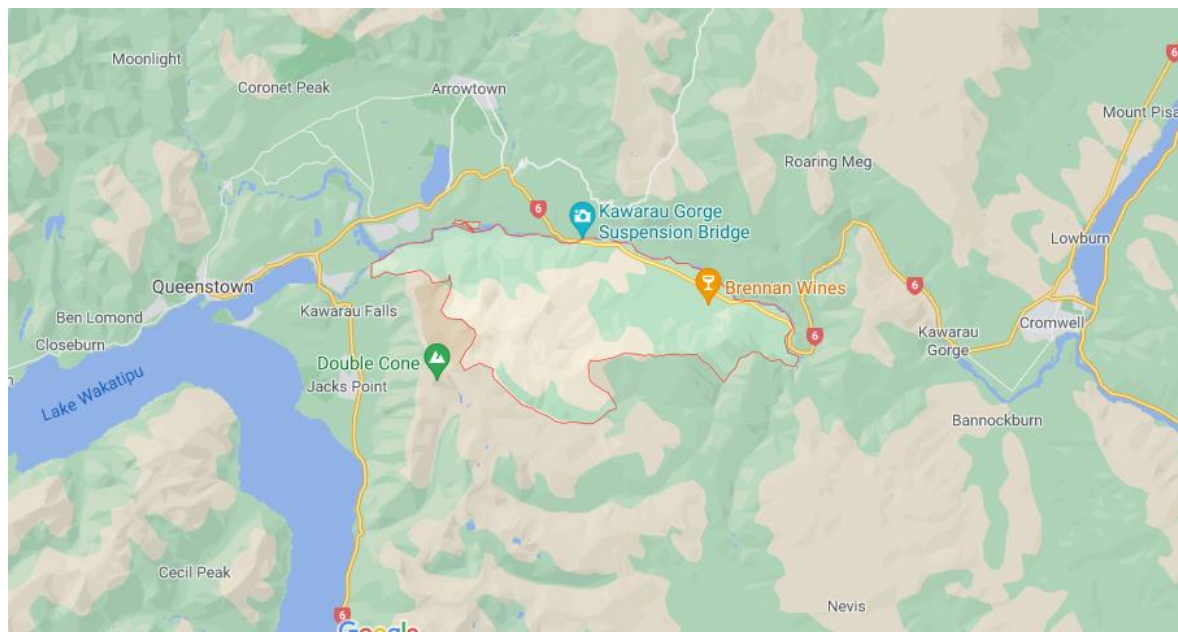 Moonlight
Coronet Peak
Arrowtown
6
Mount Pisa
Roaring Meg
6
Kawarau Gorge
Suspension Bridge
Lowburn
Queenstown
Brennan Wines
6
Ben Lomond
Kawarau Falls
Cromwell
6
Kawarau
Gorge
Closeburn
Double Cone
Jacks Point
Lake Wakatipu
Bannockburn
Cecil Peak
Nevis
6
Google